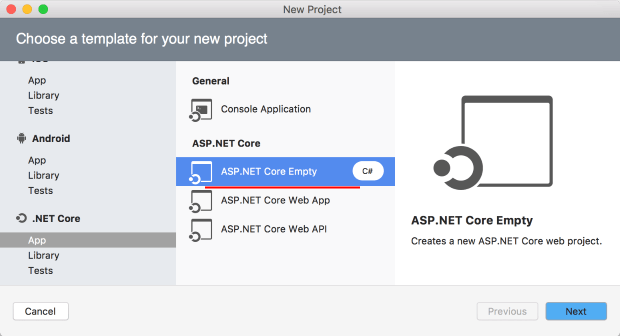 New Project
Choose a template for your new project
App
Library
Tests
Android
App
Library
Tests
.NET Core
App
Library
Tests
General
Console Application
ASP.NET Core
ASP.NET Core Empty C#
ASP.NET Core Web App
ASP.NET Core Web API
ASP.NET Core Empty
Creates a new ASP.NET Core web project.
Cancel
Previous
Next